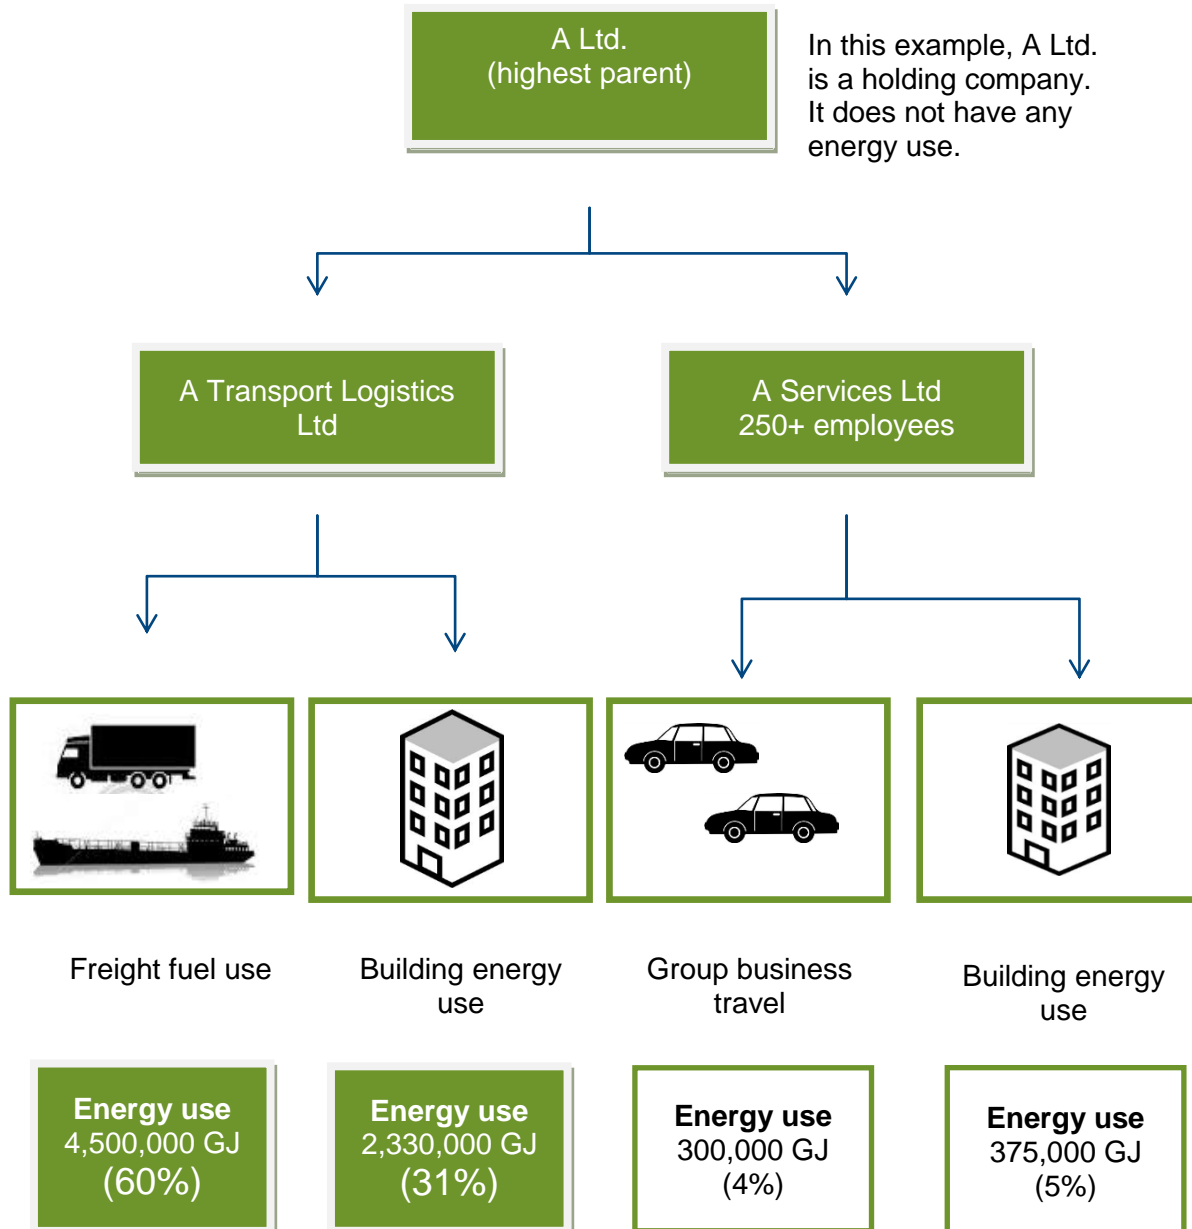 A Ltd.
(highest parent)
In this example, A Ltd.
is a holding company.
It does not have any
energy use.
A Transport Logistics
Ltd
A Services Ltd
250+ employees
Freight fuel use
Building energy
use
Group business
travel
Building energy
use
Energy use
4,500,000 GJ
(60%)
Energy use
2,330,000 GJ
(31%)
Energy use
300,000 GJ
(4%)
Energy use
375,000 GJ
(5%)